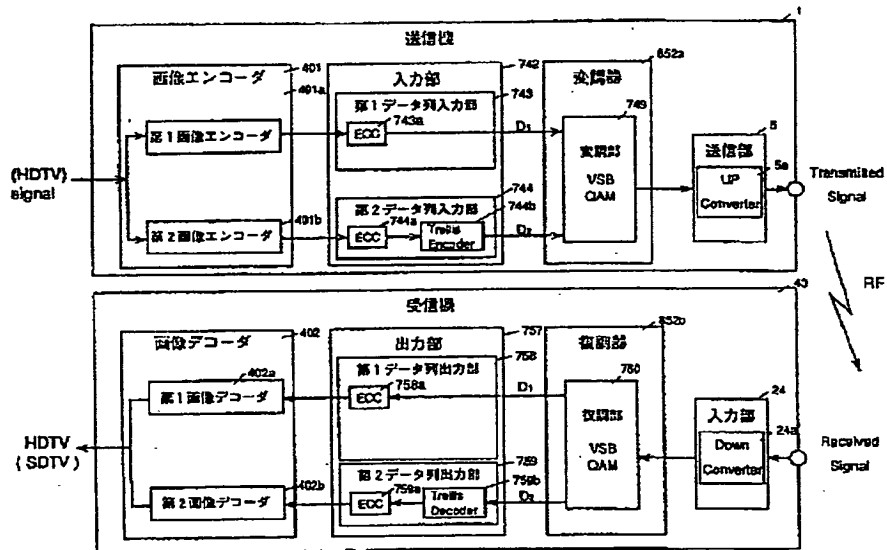 1
送信機
画像エンコーダ
401
401a
第1画像エンコーダ
(HDTV)
signal
第2画像エンコーダ
401b
入力部
742
743
第1データ列入力部
ECC
743a
D1
744
第2データ列入力部
744a
744b
ECC
Trellis
Encoder
D2
変調器
852a
749
変調部
VSB
QAM
5
送信部
5a
UP
Converter
Transmitted
Signal
RF
43
受信機
画像デコーダ
402
402a
第1画像デコーダ
HDTV
(SDTV)
第2画像デコーダ
402b
出力部
757
758
第1データ列出力部
ECC
758a
D1
759
第2データ列出力部
ECC
759a
Trellis
Decoder
759b
D2
復調器
852b
760
復調部
VSB
QAM
24
入力部
24a
Down
Converter
Received
Signal